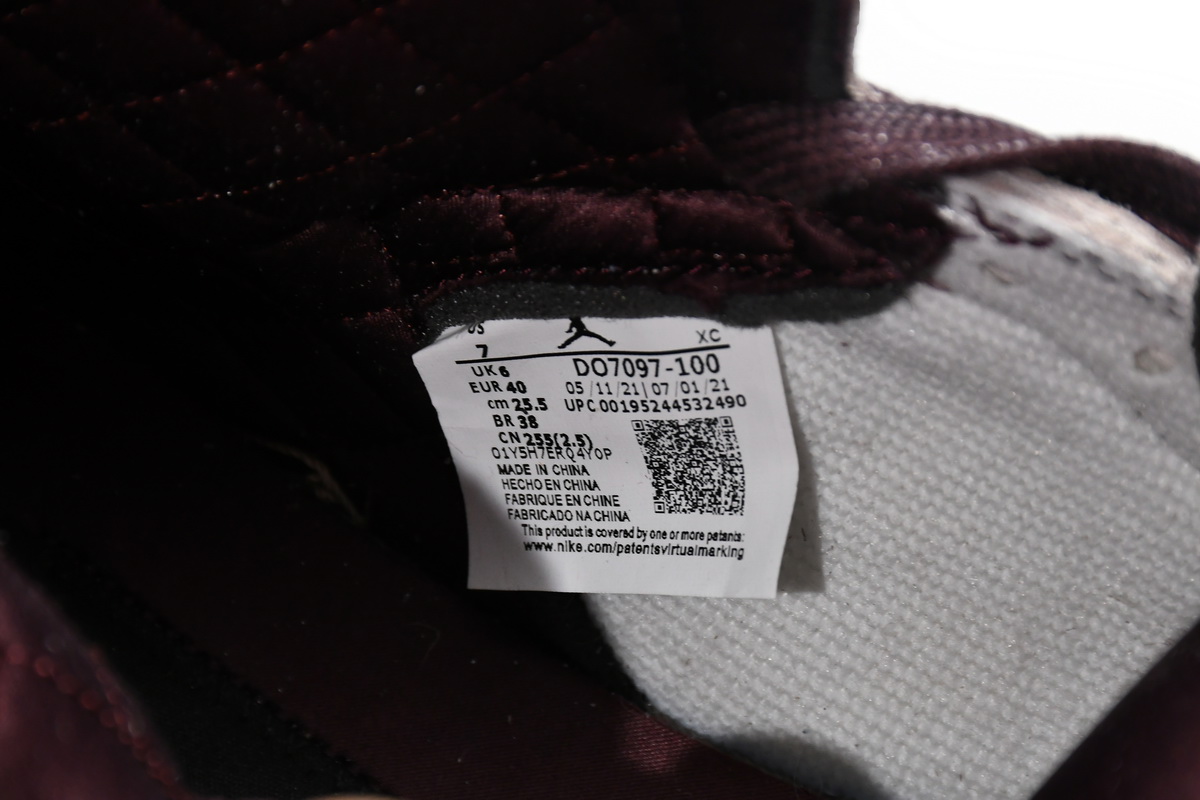 US
7
XC
UK 6
DO7097-100
EUR 40
05/11/21|07/01/21
cm 25.5
UPC.00195244532490
BR 38
CN 255(2.5)
01Y5H7ERQ4Y0P
MADE IN CHINA
HECHO EN CHINA
FABRIQUE EN CHINE
FABRICADO NA CHINA
This product is covered by one or more patents:
www.nike.com/patentsvirtualmarking